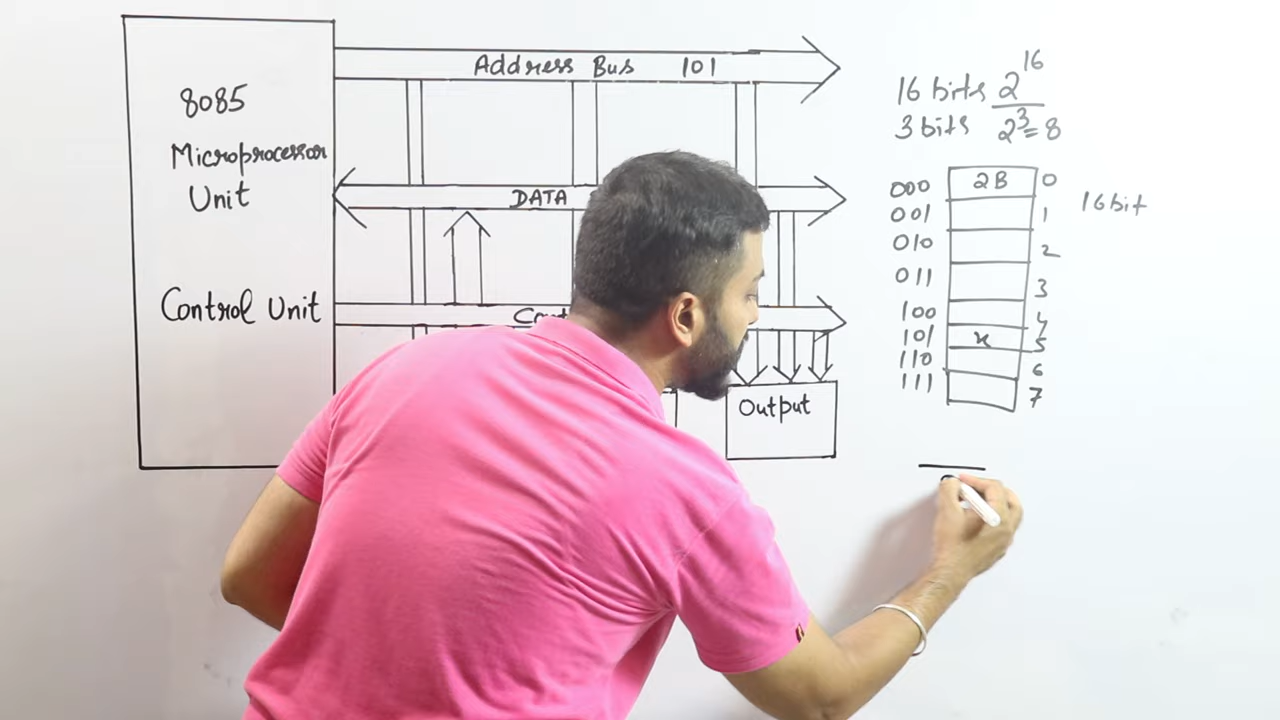 8085
Microprocessor
Unit
Control Unit
Address Bus 101
DATA
Output
16 bits 2^16
3 bits 2^3 = 8
000 2B 0
001 1
010 2
011 3
100 4
101 x 5
110 6
111 7
16 bit